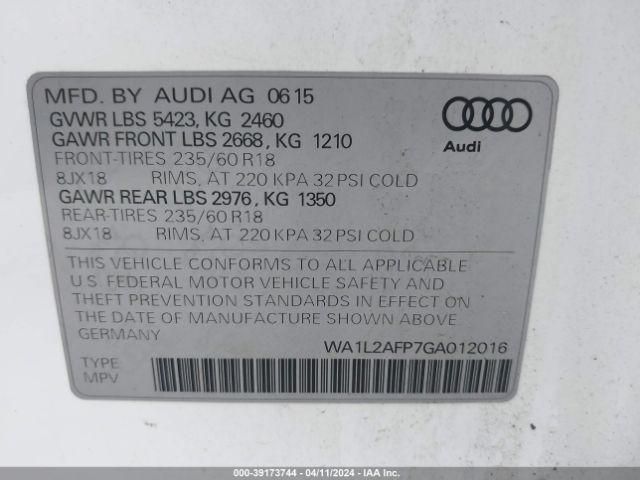 MFD. BY AUDI AG 0615
GVWR LBS 5423, KG 2460
GAWR FRONT LBS 2668, KG 1210
FRONT-TIRES 235/60 R18
8JX18 RIMS, AT 220 KPA 32 PSI COLD
GAWR REAR LBS 2976, KG 1350
REAR-TIRES 235/60 R18
8JX18 RIMS, AT 220 KPA 32 PSI COLD
Audi
THIS VEHICLE CONFORMS TO ALL APPLICABLE
U.S. FEDERAL MOTOR VEHICLE SAFETY AND
THEFT PREVENTION STANDARDS IN EFFECT ON
THE DATE OF MANUFACTURE SHOWN ABOVE.
GERMANY
WA1L2AFP7GA012016
TYPE
MPV
000-39173744 - 04/11/2024 - IAA, Inc.